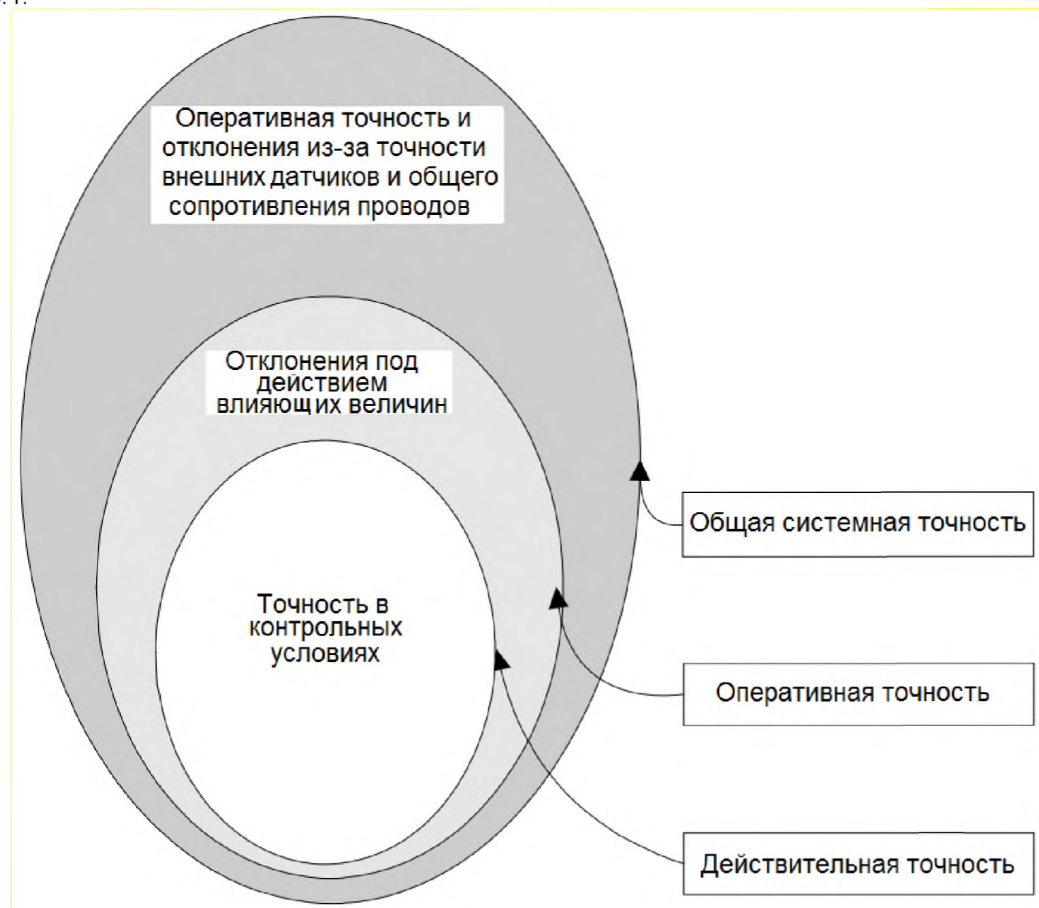 Оперативная точность и
отклонения из-за точности
внешних датчиков и общего
сопротивления проводов
Отклонения под
действием
влияющих величин
Точность в
контрольных
условиях
Общая системная точность
Оперативная точность
Действительная точность